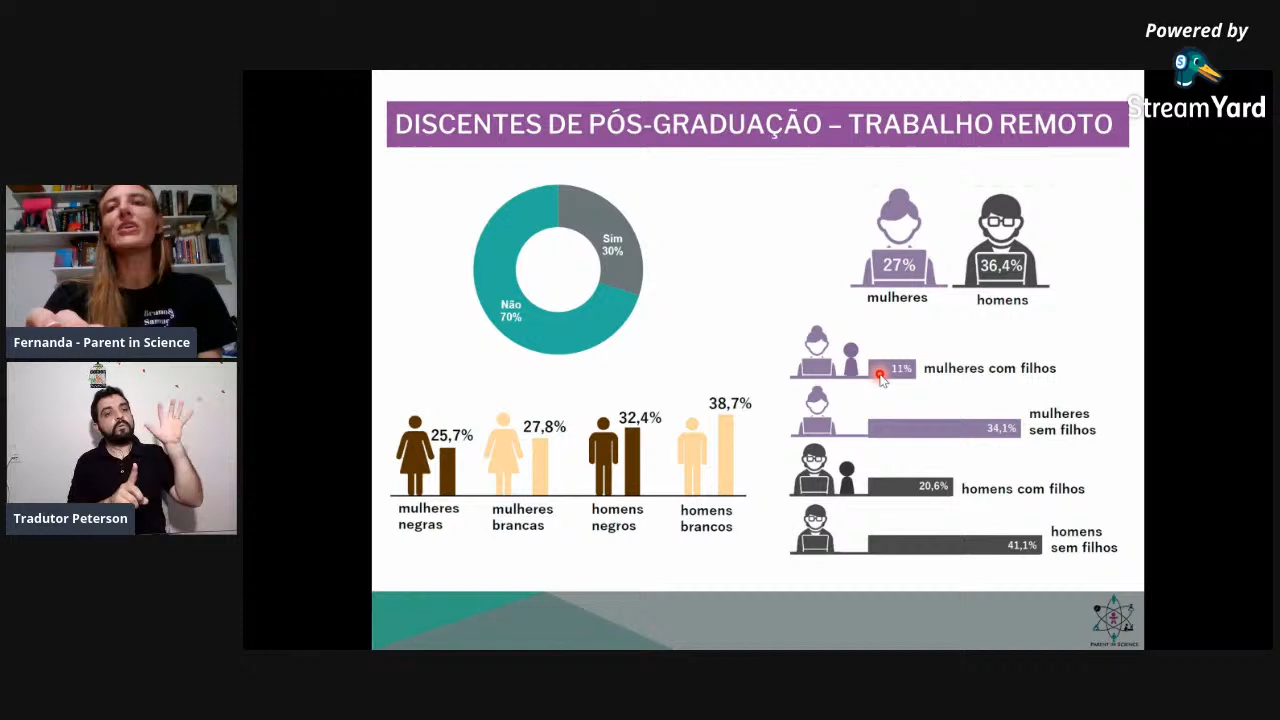 Powered by
StreamYard
DISCENTES DE PÓS-GRADUAÇÃO – TRABALHO REMOTO
Sim
30%
Não
70%
27%
mulheres
36,4%
homens
11%
mulheres com filhos
34,1%
mulheres
sem filhos
20,6%
homens com filhos
41,1%
homens
sem filhos
25,7%
mulheres
negras
27,8%
mulheres
brancas
32,4%
homens
negros
38,7%
homens
brancos
PARENT IN SCIENCE
Fernanda - Parent in Science
Tradutor Peterson